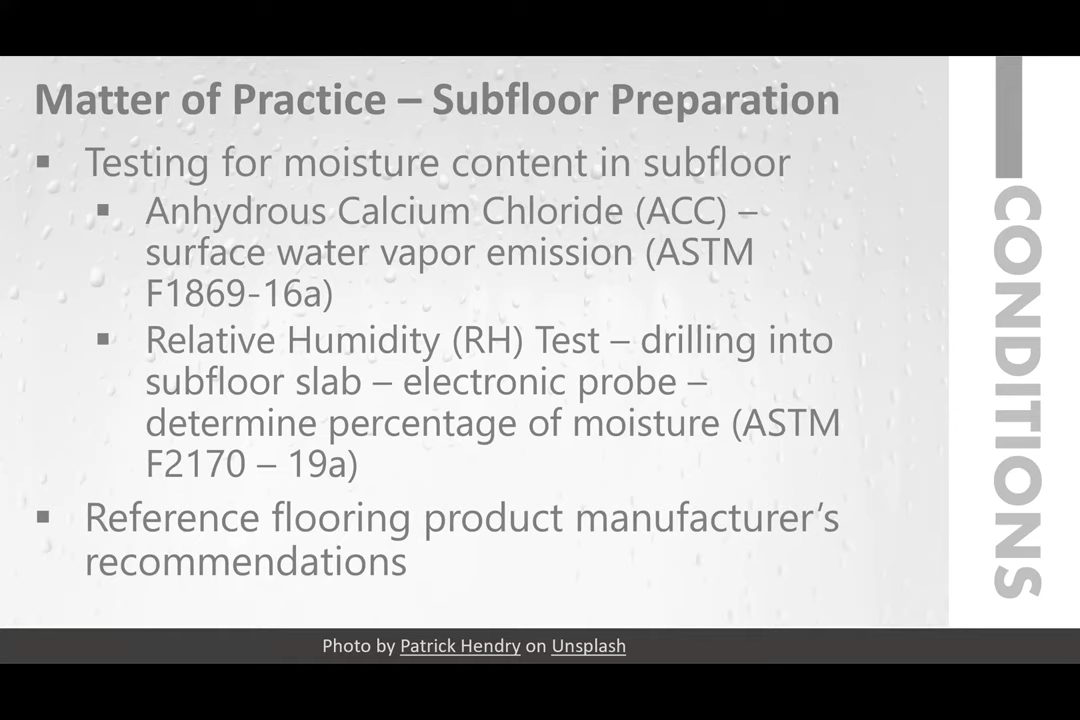 Matter of Practice – Subfloor Preparation
▪ Testing for moisture content in subfloor
▪ Anhydrous Calcium Chloride (ACC) –
surface water vapor emission (ASTM
F1869-16a)
▪ Relative Humidity (RH) Test – drilling into
subfloor slab – electronic probe –
determine percentage of moisture (ASTM
F2170 – 19a)
▪ Reference flooring product manufacturer’s
recommendations
CONDITIONS
Photo by Patrick Hendry on Unsplash